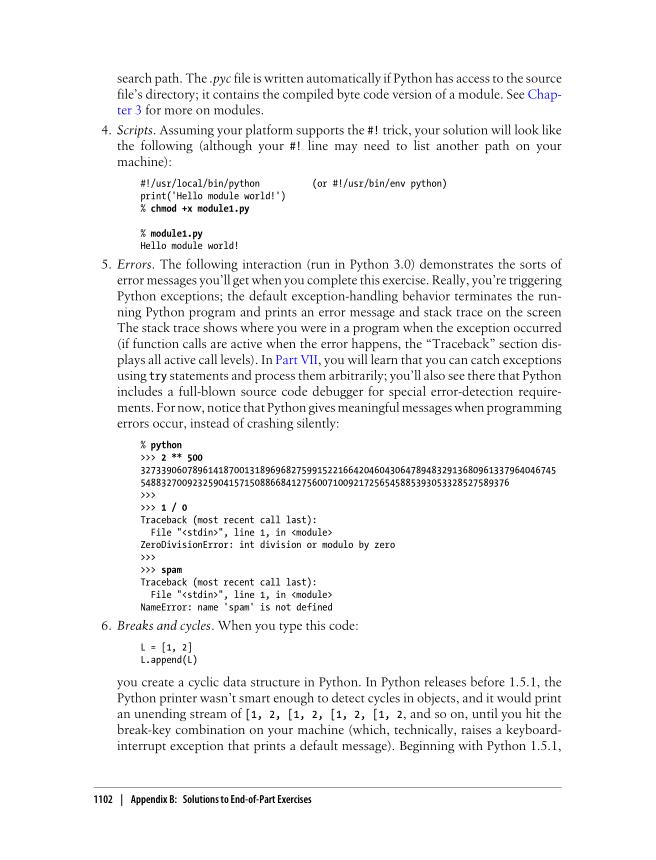 search path. The .pyc file is written automatically if Python has access to the source
file's directory; it contains the compiled byte code version of a module. See Chap-
ter 3 for more on modules.
4. Scripts. Assuming your platform supports the #! trick, your solution will look like
the following (although your #! line may need to list another path on your
machine):
#!/usr/local/bin/python (or #!/usr/bin/env python)
print('Hello module world!')
% chmod +x module1.py
% module1.py
Hello module world!
5. Errors. The following interaction (run in Python 3.0) demonstrates the sorts of
error messages you'll get when you complete this exercise. Really, you're triggering
Python exceptions; the default exception-handling behavior terminates the run-
ning Python program and prints an error message and stack trace on the screen
The stack trace shows where you were in a program when the exception occurred
(if function calls are active when the error happens, the “Traceback” section dis-
plays all active call levels). In Part VII, you will learn that you can catch exceptions
using try statements and process them arbitrarily; you'll also see there that Python
includes a full-blown source code debugger for special error-detection require-
ments. For now, notice that Python gives meaningful messages when programming
errors occur, instead of crashing silently:
% python
>>> 2 ** 500
32733906078961418700131896968275991522166420460430647894832913680961337964046745
54883270092325904157150886684127560071009217256545885393053328527589376
>>>
>>> 1 / 0
Traceback (most recent call last):
File "<stdin>", line 1, in <module>
ZeroDivisionError: int division or modulo by zero
>>>
>>> spam
Traceback (most recent call last):
File "<stdin>", line 1, in <module>
NameError: name 'spam' is not defined
6. Breaks and cycles. When you type this code:
L = [1, 2]
L.append(L)
you create a cyclic data structure in Python. In Python releases before 1.5.1, the
Python printer wasn't smart enough to detect cycles in objects, and it would print
an unending stream of [1, 2, [1, 2, [1, 2, [1, 2, and so on, until you hit the
break-key combination on your machine (which, technically, raises a keyboard-
interrupt exception that prints a default message). Beginning with Python 1.5.1,
1102 | Appendix B: Solutions to End-of-Part Exercises